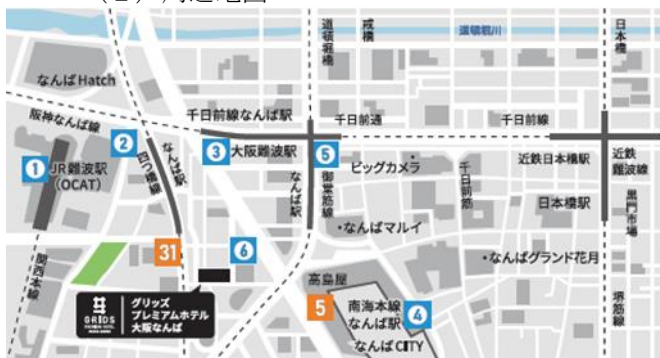 道頓堀橋
戎橋
道頓堀川
日本橋
なんばHatch
阪神なんば線
千日前線なんば駅
千日前通
千日前線
①
JR難波駅
(OCAT)
②
四つ橋線
なんば駅
③
大阪難波駅
⑤
なんば駅
御堂筋線
ビックカメラ
千日前筋
近鉄日本橋駅
近鉄
難波線
日本橋駅
黒門市場
・なんばマルイ
・なんばグランド花月
関西本線
31
⑥
高島屋
5
南海本線
なんば駅
④
なんばCITY
堺筋線
GRIDS
グリッズ
プレミアムホテル
大阪なんば